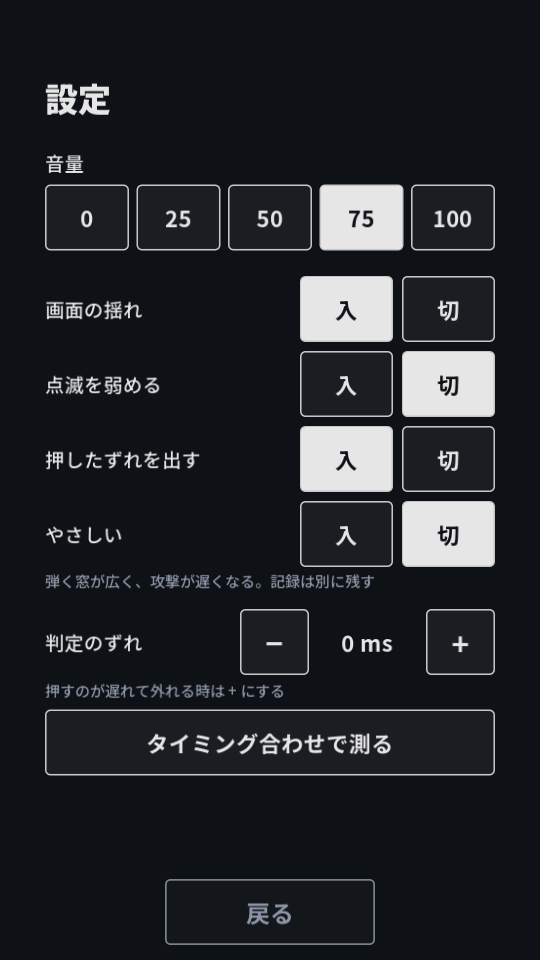 設定
音量
0 25 50 75 100
画面の揺れ 入 切
点滅を弱める 入 切
押したずれを出す 入 切
やさしい 入 切
弾く窓が広く、攻撃が遅くなる。記録は別に残す
判定のずれ − 0 ms +
押すのが遅れて外れる時は + にする
タイミング合わせで測る
戻る